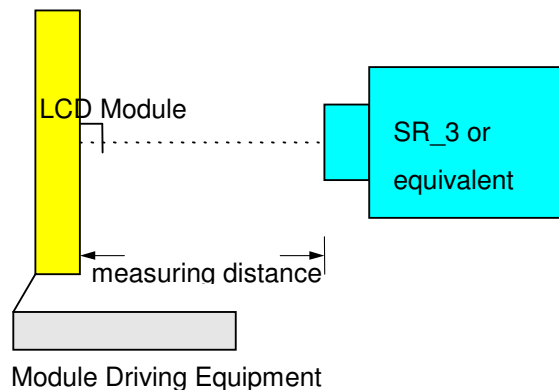 LCD Module
SR_3 or
equivalent
measuring distance
Module Driving Equipment